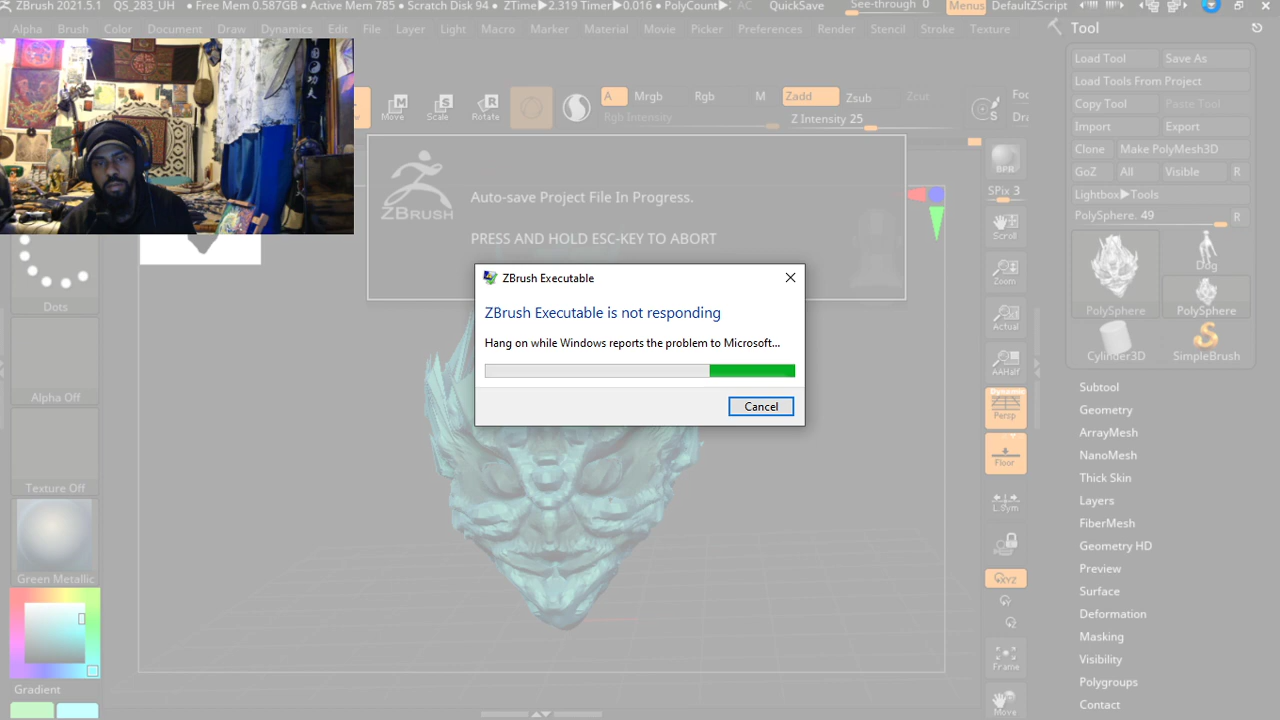 ZBrush 2021.5.1 QS_283_UH ● Free Mem 0.587GB ● Active Mem 785 ● Scratch Disk 94 ● ZTime▶2.319 Timer▶0.016 ● PolyCount▶ AC QuickSave See-through 0 Menus DefaultZScript
Alpha Brush Color Document Draw Dynamics Edit File Layer Light Macro Marker Material Movie Picker Preferences Render Stencil Stroke Texture
Tool
Load Tool Save As
Load Tools From Project
Copy Tool Paste Tool
Import Export
Clone Make PolyMesh3D
GoZ All Visible R
Lightbox▶Tools
PolySphere. 49 R
PolySphere
Dog
PolySphere
Cylinder3D
SimpleBrush
Subtool
Geometry
ArrayMesh
NanoMesh
Thick Skin
Layers
FiberMesh
Geometry HD
Preview
Surface
Deformation
Masking
Visibility
Polygroups
Contact
Move
Scale
Rotate
A Mrgb Rgb M
Rgb Intensity
Zadd Zsub Zcut
Z Intensity 25
S
Foc
Dra
ZBRUSH
Auto-save Project File In Progress.
PRESS AND HOLD ESC-KEY TO ABORT
ZBrush Executable
ZBrush Executable is not responding
Hang on while Windows reports the problem to Microsoft...
Cancel
BPR
SPix 3
Scroll
Zoom
Actual
AAHalf
Dynamic
Persp
Floor
L.Sym
XYZ
Frame
Move
Dots
Alpha Off
Texture Off
Green Metallic
Gradient